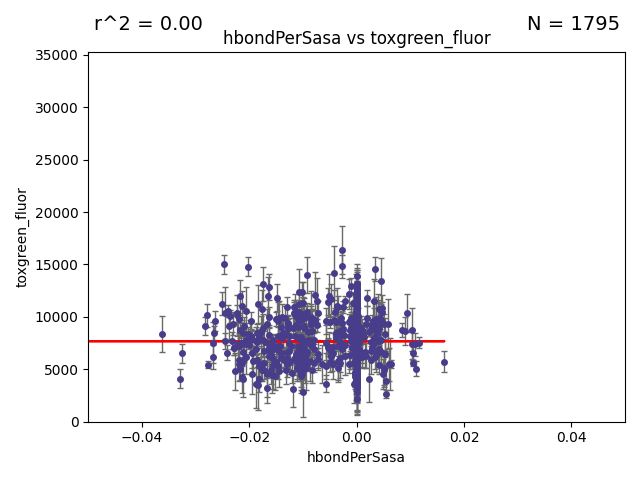 r^2 = 0.00
N = 1795
hbondPerSasa vs toxgreen_fluor
35000
30000
25000
20000
15000
10000
5000
0
toxgreen_fluor
−0.04
−0.02
0.00
0.02
0.04
hbondPerSasa